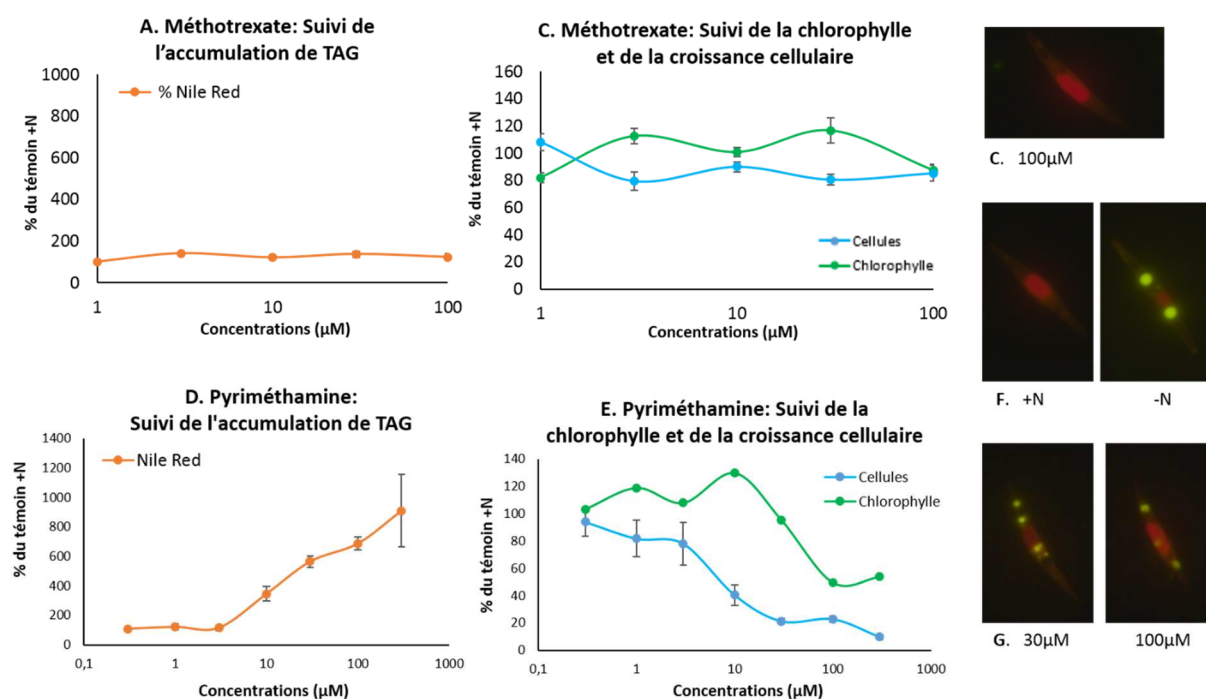 A. Méthotrexate: Suivi de
l’accumulation de TAG
% du témoin +N
1000
800
600
400
200
0
% Nile Red
1
10
100
Concentrations (µM)
C. Méthotrexate: Suivi de la chlorophylle
et de la croissance cellulaire
% du témoin +N
160
140
120
100
80
60
40
20
0
Cellules
Chlorophylle
1
10
100
Concentrations (µM)
C. 100µM
F. +N
-N
D. Pyriméthamine:
Suivi de l'accumulation de TAG
% du témoin +N
1400
1200
1000
800
600
400
200
0
Nile Red
0,1
1
10
100
1000
Concentrations (µM)
E. Pyriméthamine: Suivi de la
chlorophylle et de la croissance cellulaire
% du témoin +N
140
120
100
80
60
40
20
0
Cellules
Chlorophylle
0,1
1
10
100
1000
Concentrations (µM)
G. 30µM
100µM